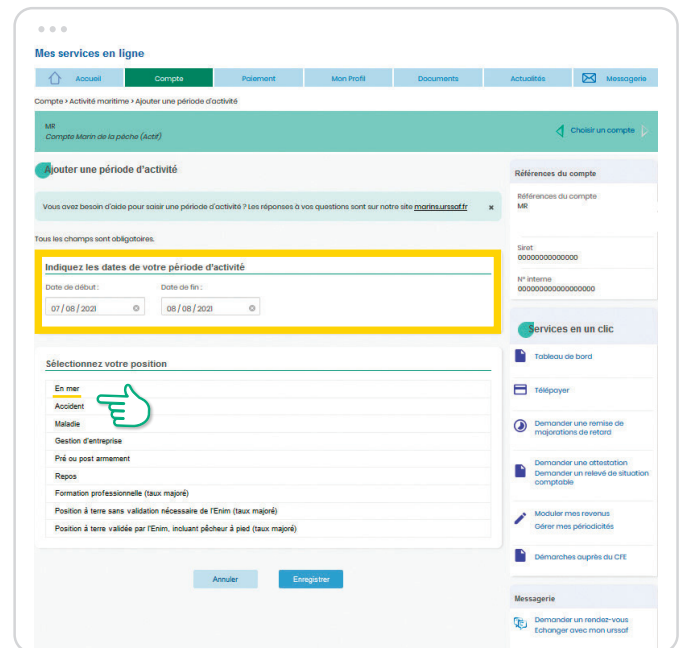 Mes services en ligne
Accueil Compte Paiement Mon Profil Documents Actualités Messagerie
Compte > Activité maritime > Ajouter une période d'activité
MR
Compte Marin de la pêche (Actif)
Choisir un compte
Ajouter une période d'activité
Vous avez besoin d'aide pour saisir une période d'activité ? Les réponses à vos questions sont sur notre site marins.urssaf.fr ×
Tous les champs sont obligatoires.
Indiquez les dates de votre période d'activité
Date de début : Date de fin :
07/08/2021 08/08/2021
Sélectionnez votre position
En mer
Accident
Maladie
Gestion d'entreprise
Pré ou post armement
Repos
Formation professionnelle (taux majoré)
Position à terre sans validation nécessaire de l'Enim (taux majoré)
Position à terre validée par l'Enim, incluant pêcheur à pied (taux majoré)
Annuler Enregistrer
Références du compte
Références du compte
MR
Siret
00000000000000
N° interne
000000000000000000
Services en un clic
Tableau de bord
Télépayer
Demander une remise de
majorations de retard
Demander une attestation
Demander un relevé de situation
comptable
Moduler mes revenus
Gérer mes périodicités
Démarches auprès du CFE
Messagerie
Demander un rendez-vous
Echanger avec mon urssaf